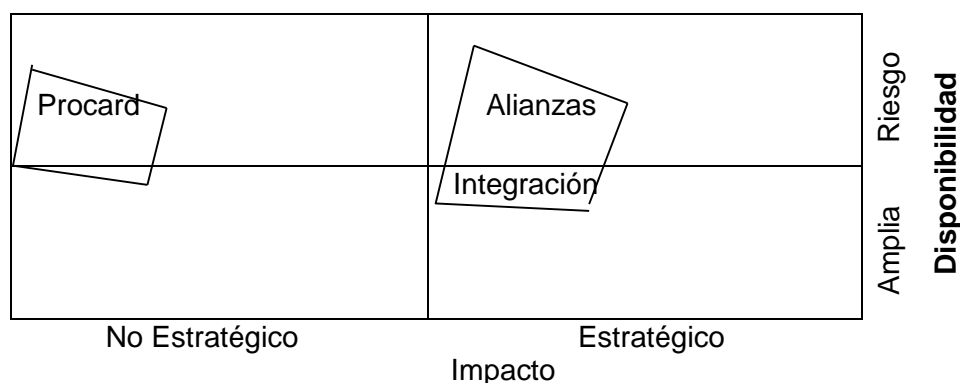 Procard
Alianzas
Integración
Riesgo
Amplia
Disponibilidad
No Estratégico
Estratégico
Impacto